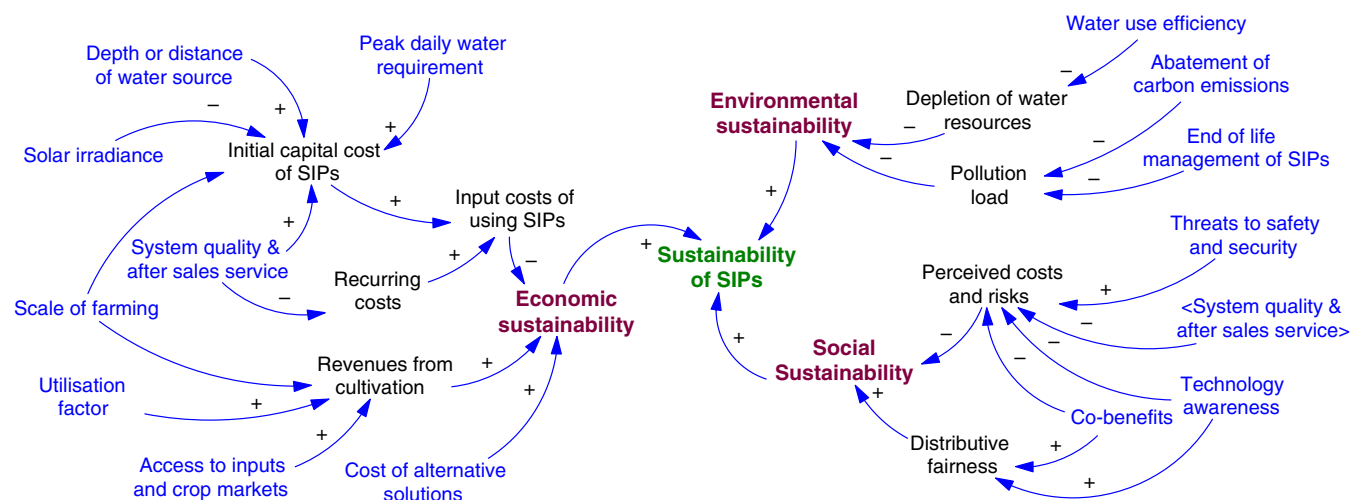 Water use efficiency
Depth or distance
of water source
Peak daily water
requirement
Abatement of
carbon emissions
–
–
+
+
Environmental
sustainability
–
Depletion of water
resources
–
End of life
management of SIPs
Solar irradiance
Initial capital cost
of SIPs
–
–
Pollution
load
+
Input costs of
using SIPs
+
+
Threats to safety
and security
System quality &
after sales service
+
–
+
Sustainability
of SIPs
Perceived costs
and risks
+
–
Recurring
costs
Economic
sustainability
<System quality &
after sales service>
Scale of farming
–
–
–
–
+
Social
Sustainability
Revenues from
cultivation
+
Utilisation
factor
+
+
+
Technology
awareness
Co-benefits
+
Distributive
fairness
+
+
Access to inputs
and crop markets
Cost of alternative
solutions